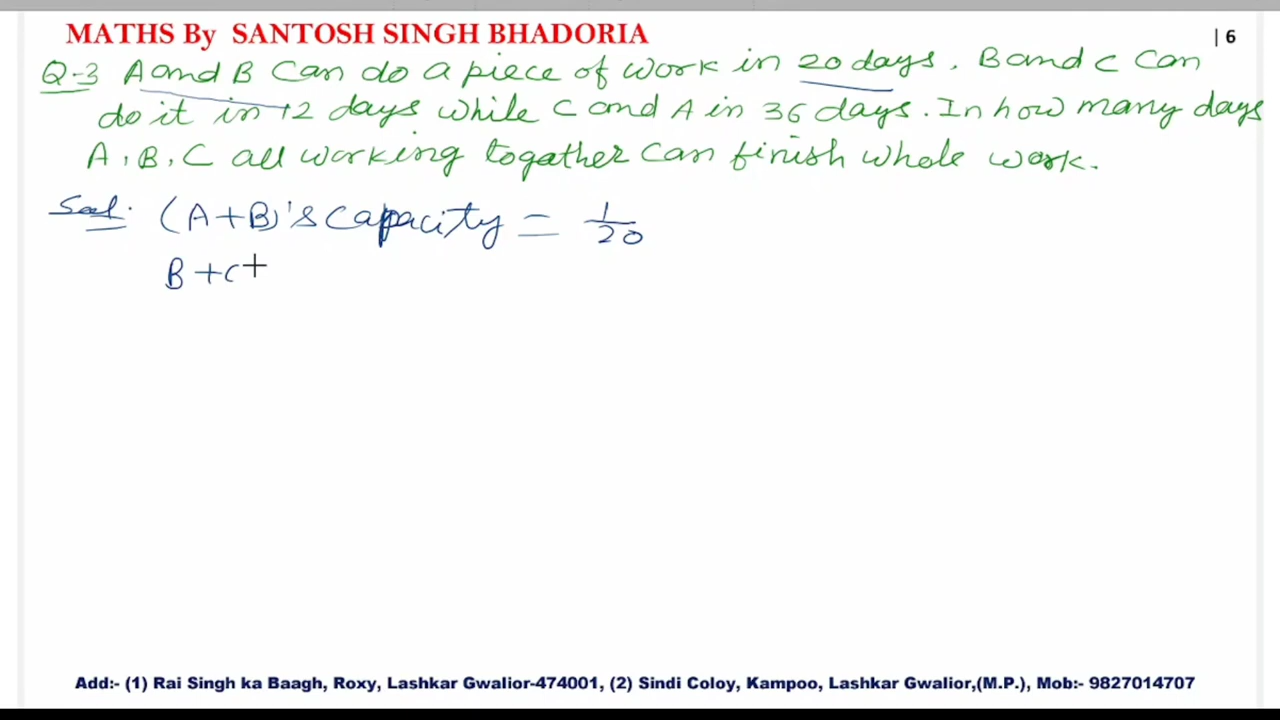 MATHS By SANTOSH SINGH BHADORIA
| 6
Q-3 A and B Can do a piece of work in 20 days. B and C Can
do it in 12 days while C and A in 36 days. In how many days
A, B, C all working together Can finish whole work.
Sol. (A+B)'s Capacity = 1/20
B+C
Add:- (1) Rai Singh ka Baagh, Roxy, Lashkar Gwalior-474001, (2) Sindi Coloy, Kampoo, Lashkar Gwalior,(M.P.), Mob:- 9827014707